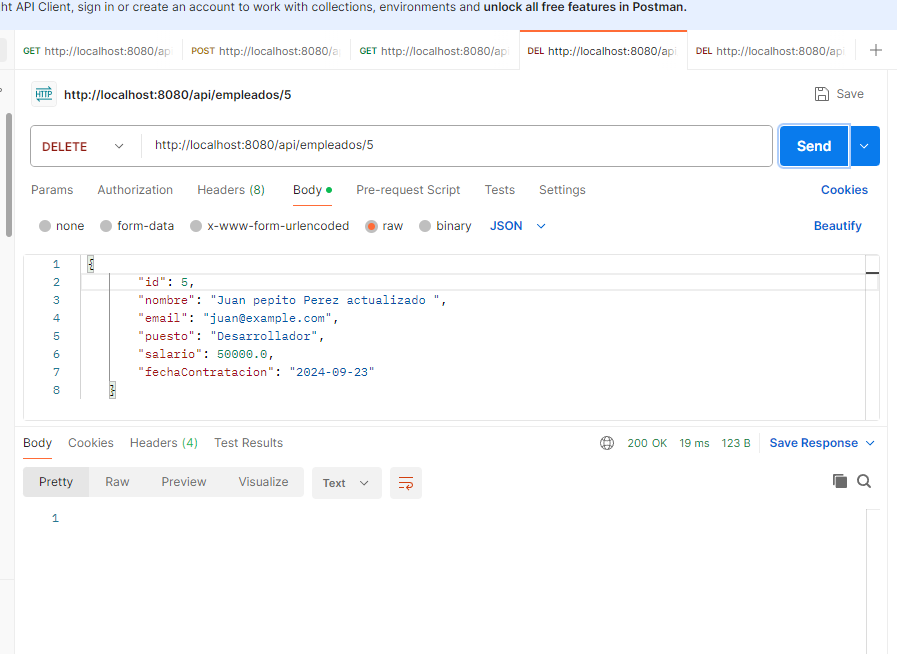 ht API Client, sign in or create an account to work with collections, environments and unlock all free features in Postman.
GET http://localhost:8080/ap POST http://localhost:8080/a GET http://localhost:8080/ap DEL http://localhost:8080/api DEL http://localhost:8080/api
HTTP http://localhost:8080/api/empleados/5 Save
DELETE http://localhost:8080/api/empleados/5 Send
Params Authorization Headers (8) Body Pre-request Script Tests Settings Cookies
none form-data x-www-form-urlencoded raw binary JSON Beautify
1 {
2 "id": 5,
3 "nombre": "Juan pepito Perez actualizado ",
4 "email": "juan@example.com",
5 "puesto": "Desarrollador",
6 "salario": 50000.0,
7 "fechaContratacion": "2024-09-23"
8 }
Body Cookies Headers (4) Test Results 200 OK 19 ms 123 B Save Response
Pretty Raw Preview Visualize Text
1